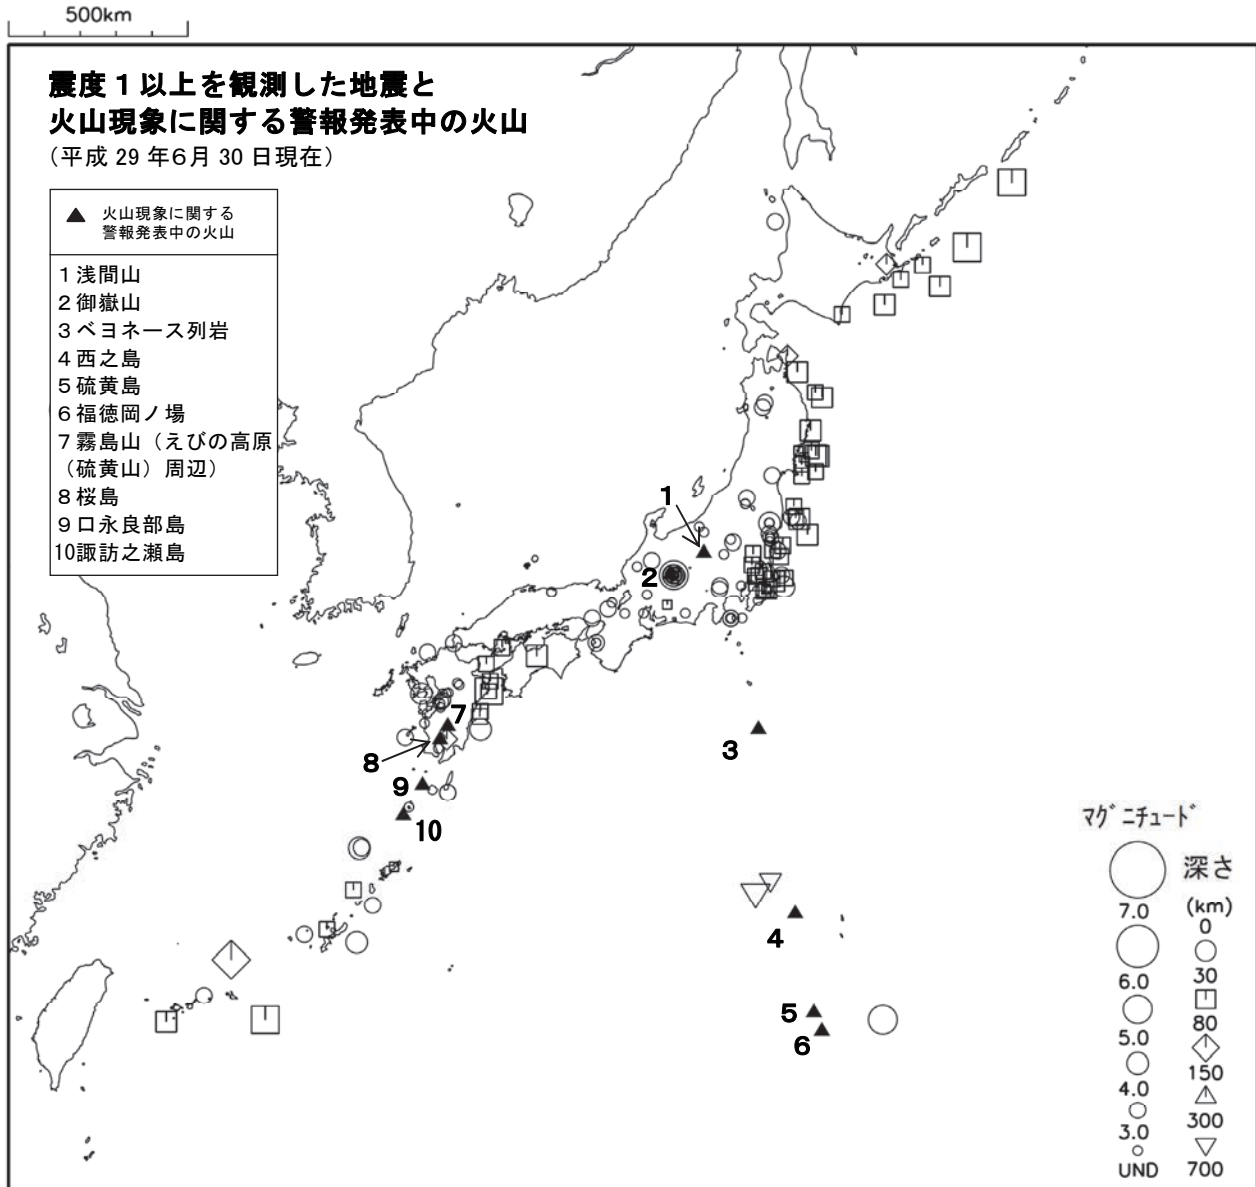 500km
震度１以上を観測した地震と
火山現象に関する警報発表中の火山
（平成 29 年６月 30 日現在）
▲ 火山現象に関する
警報発表中の火山
１浅間山
２御嶽山
３ベヨネース列岩
４西之島
５硫黄島
６福徳岡ノ場
７霧島山（えびの高原
（硫黄山）周辺）
８桜島
９口永良部島
10諏訪之瀬島
1
2
7
8
3
9
10
4
5
6
ﾏｸﾞﾆﾁｭｰﾄﾞ
深さ
(km)
7.0
0
6.0
30
5.0
80
4.0
150
3.0
300
UND
700